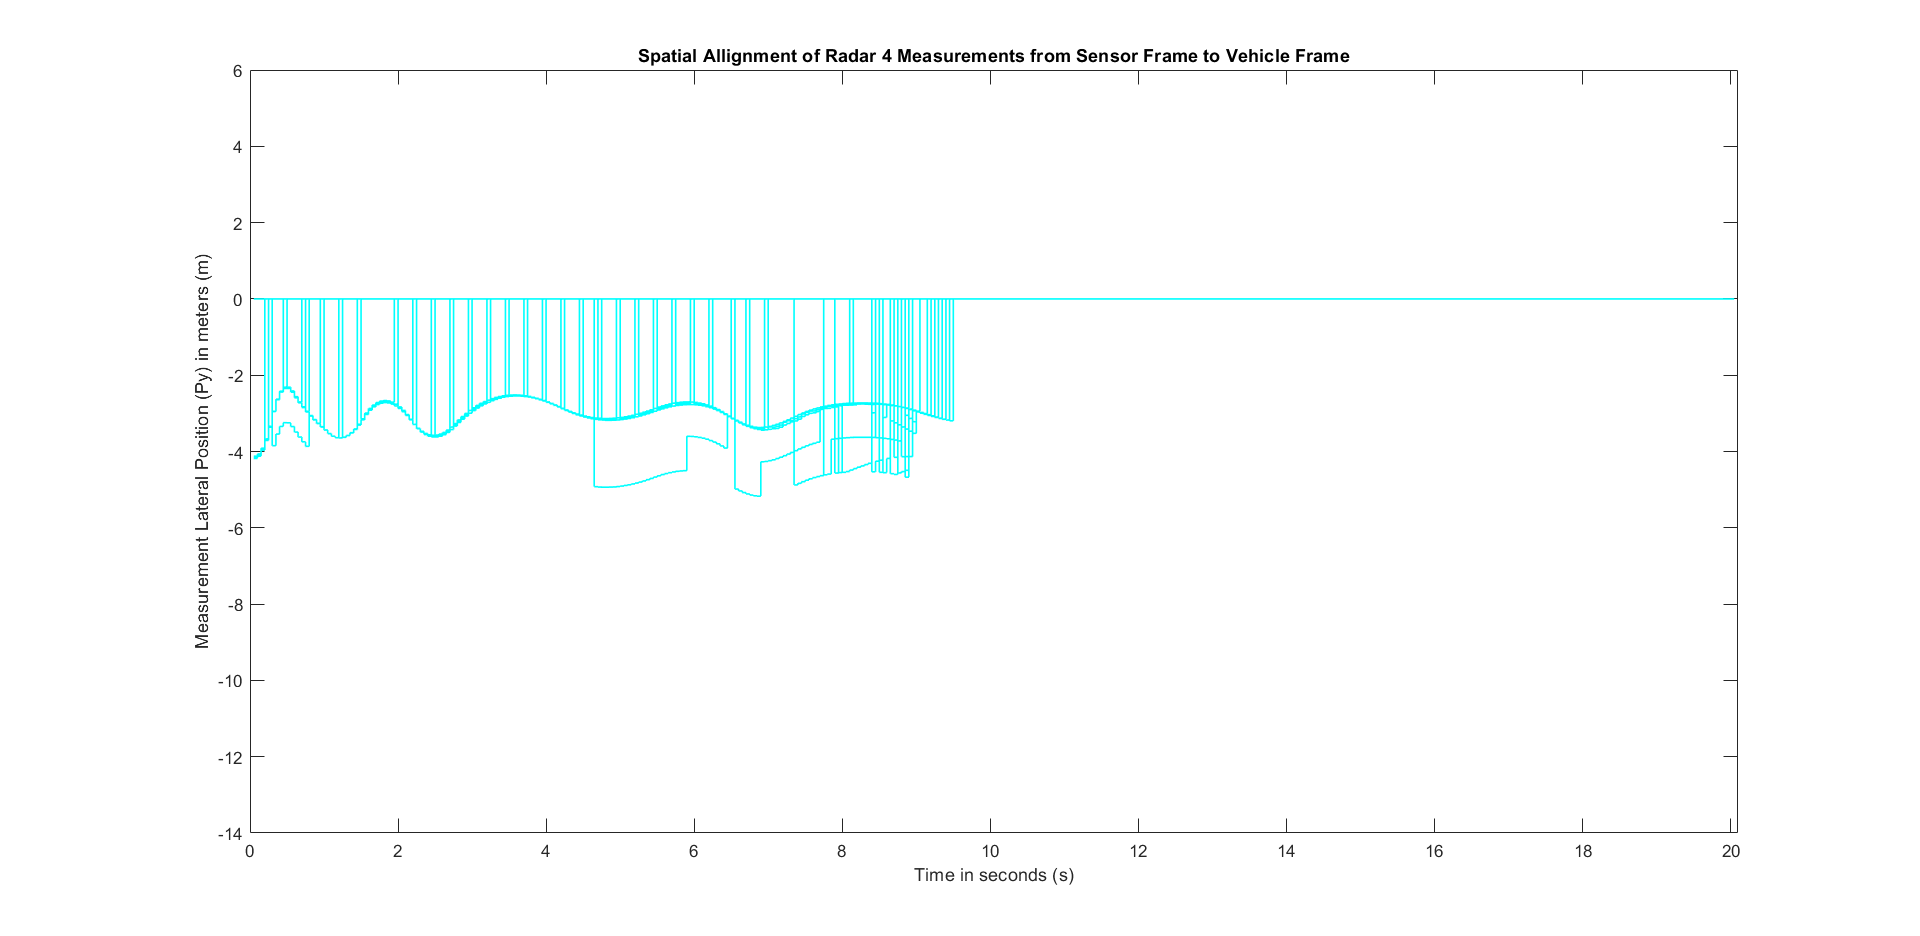 Spatial Allignment of Radar 4 Measurements from Sensor Frame to Vehicle Frame
6
4
2
0
-2
-4
-6
-8
-10
-12
-14
Measurement Lateral Position (Py) in meters (m)
0 2 4 6 8 10 12 14 16 18 20
Time in seconds (s)